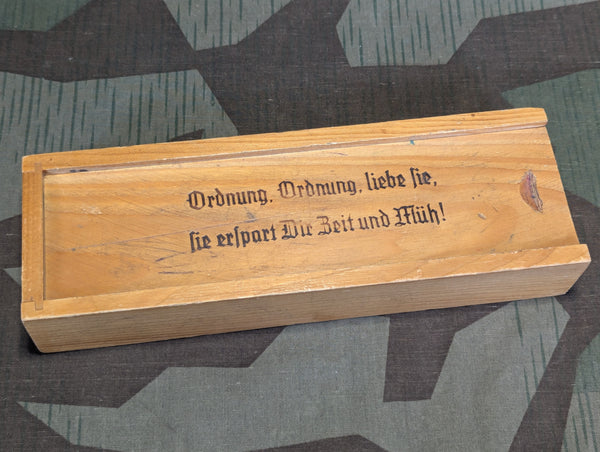 Ordnung, Ordnung, liebe sie,
sie erspart Die Zeit und Müh!